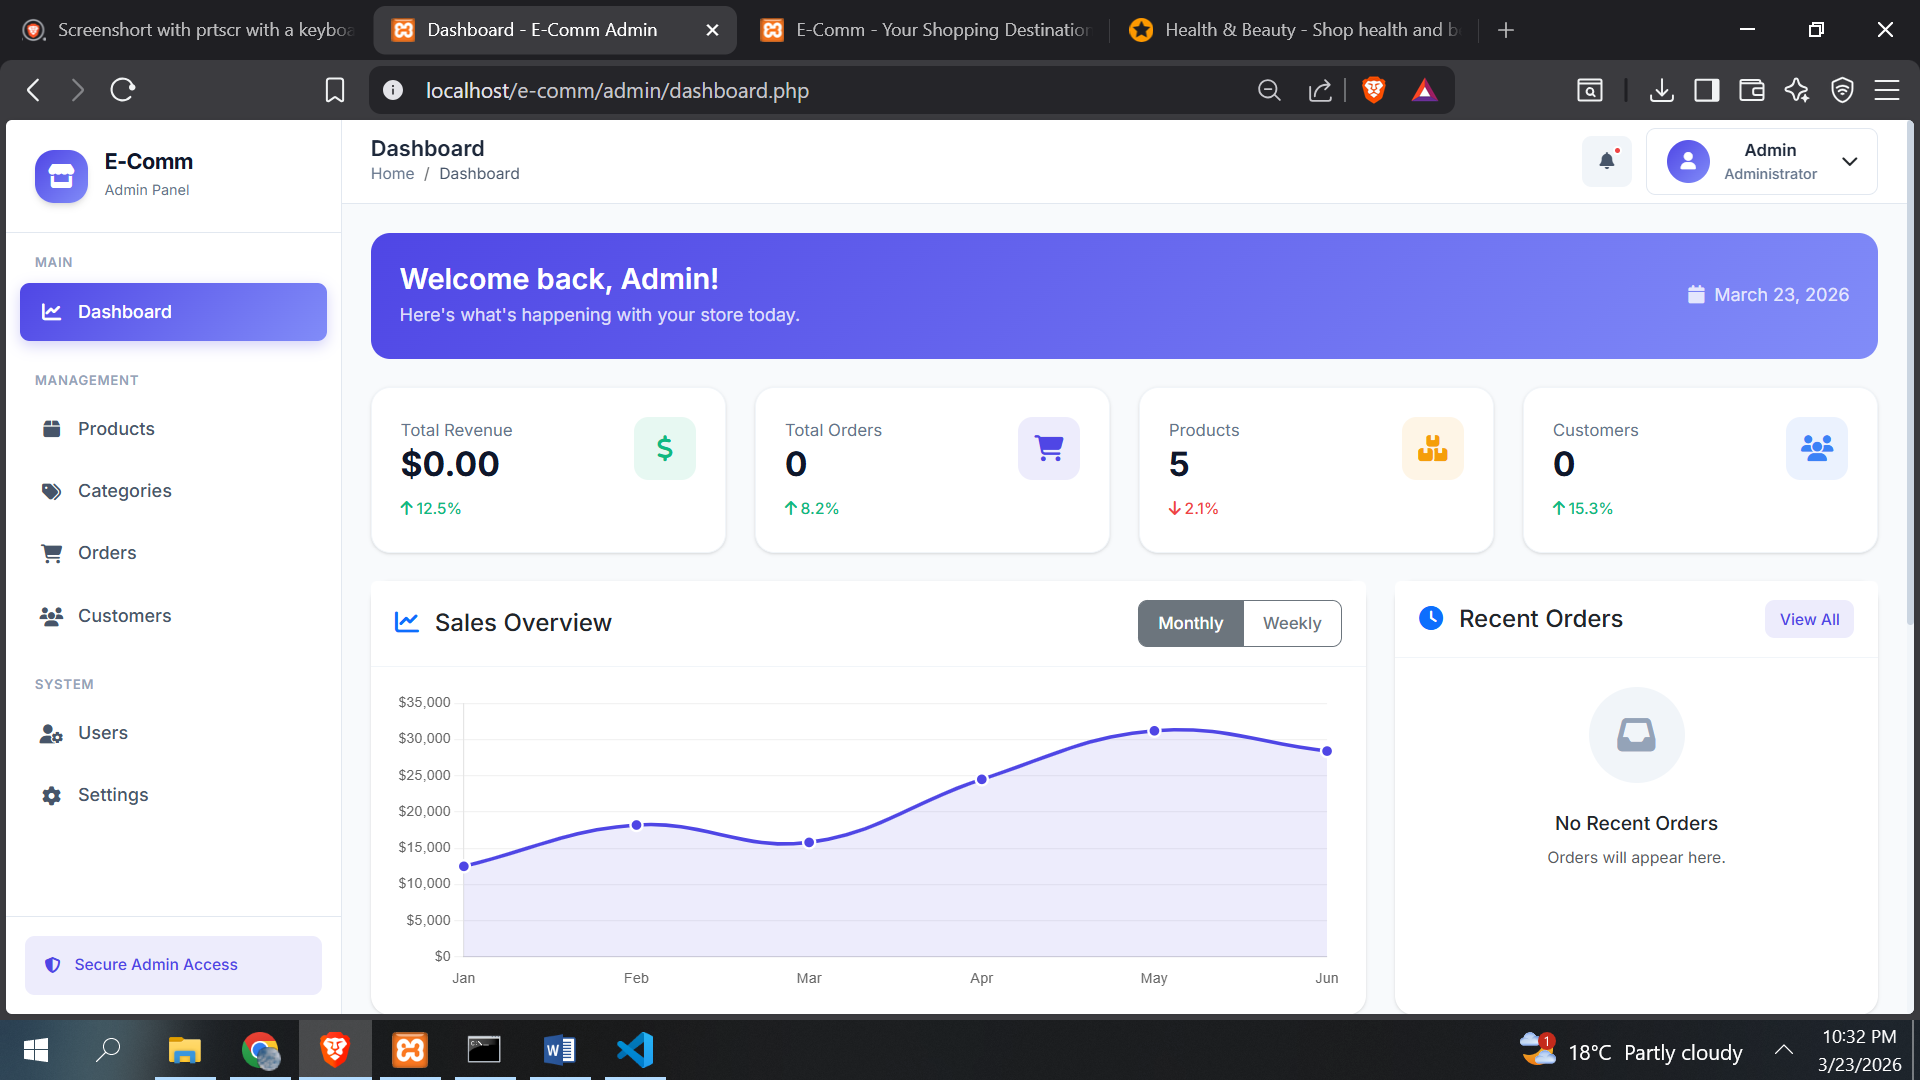 Screenshort with prtscr with a keyboa
Dashboard - E-Comm Admin
E-Comm - Your Shopping Destination
Health & Beauty - Shop health and b
localhost/e-comm/admin/dashboard.php
E-Comm
Admin Panel
MAIN
Dashboard
MANAGEMENT
Products
Categories
Orders
Customers
SYSTEM
Users
Settings
Secure Admin Access
Dashboard
Home / Dashboard
Admin
Administrator
Welcome back, Admin!
Here's what's happening with your store today.
March 23, 2026
Total Revenue
$0.00
12.5%
Total Orders
0
8.2%
Products
5
2.1%
Customers
0
15.3%
Sales Overview
Monthly
Weekly
$35,000
$30,000
$25,000
$20,000
$15,000
$10,000
$5,000
$0
Jan
Feb
Mar
Apr
May
Jun
Recent Orders
View All
No Recent Orders
Orders will appear here.
1
18°C Partly cloudy
10:32 PM
3/23/2026